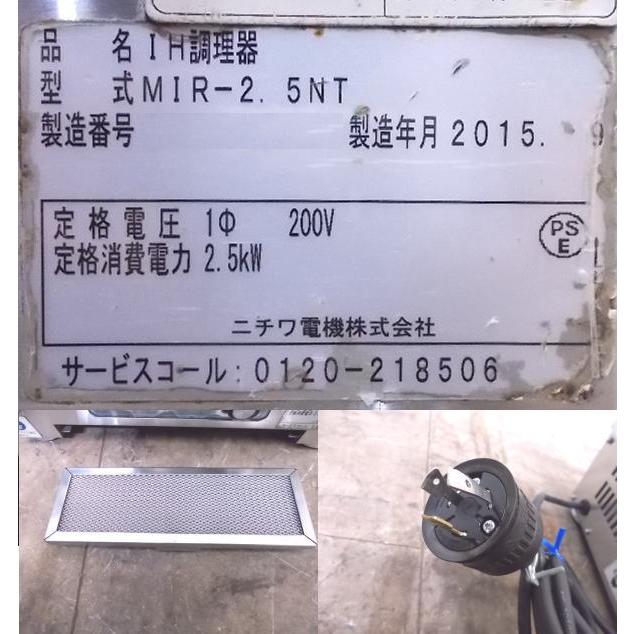 品 名 IH調理器
型 式 MIR-2.5NT
製造番号 製造年月 2015. 9
定格電圧 1Φ 200V
定格消費電力 2.5kW
PS
E
ニチワ電機株式会社
サービスコール:0120-218506